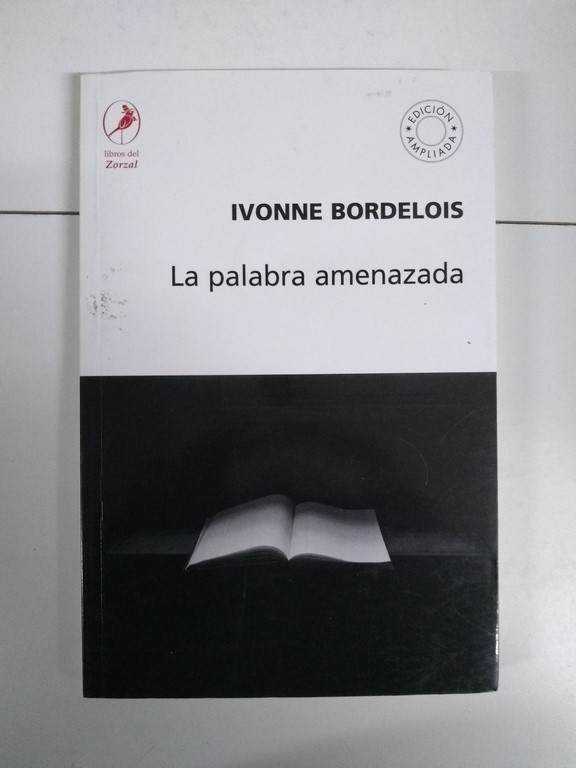 libros del
Zorzal
EDICIÓN
AMPLIADA
IVONNE BORDELOIS
La palabra amenazada